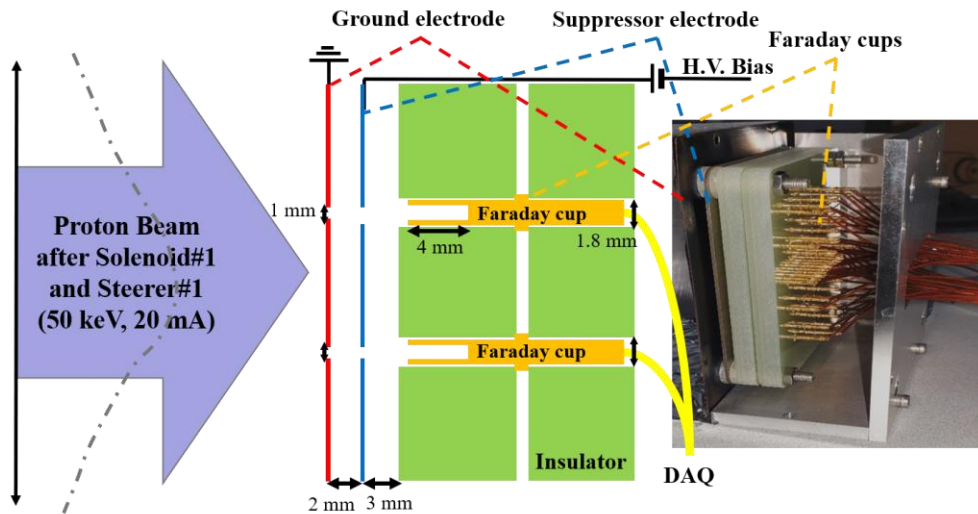 Ground electrode
Suppressor electrode
Faraday cups
H.V. Bias
Proton Beam
after Solenoid#1
and Steerer#1
(50 keV, 20 mA)
1 mm
Faraday cup
4 mm
1.8 mm
Faraday cup
Insulator
DAQ
2 mm
3 mm